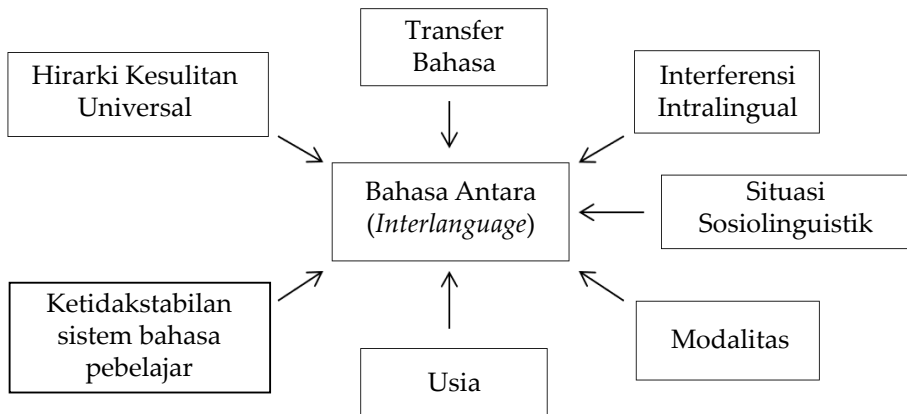 Transfer
Bahasa
Hirarki Kesulitan
Universal
Interferensi
Intralingual
Bahasa Antara
(Interlanguage)
Situasi
Sosiolinguistik
Ketidakstabilan
sistem bahasa
pebelajar
Usia
Modalitas